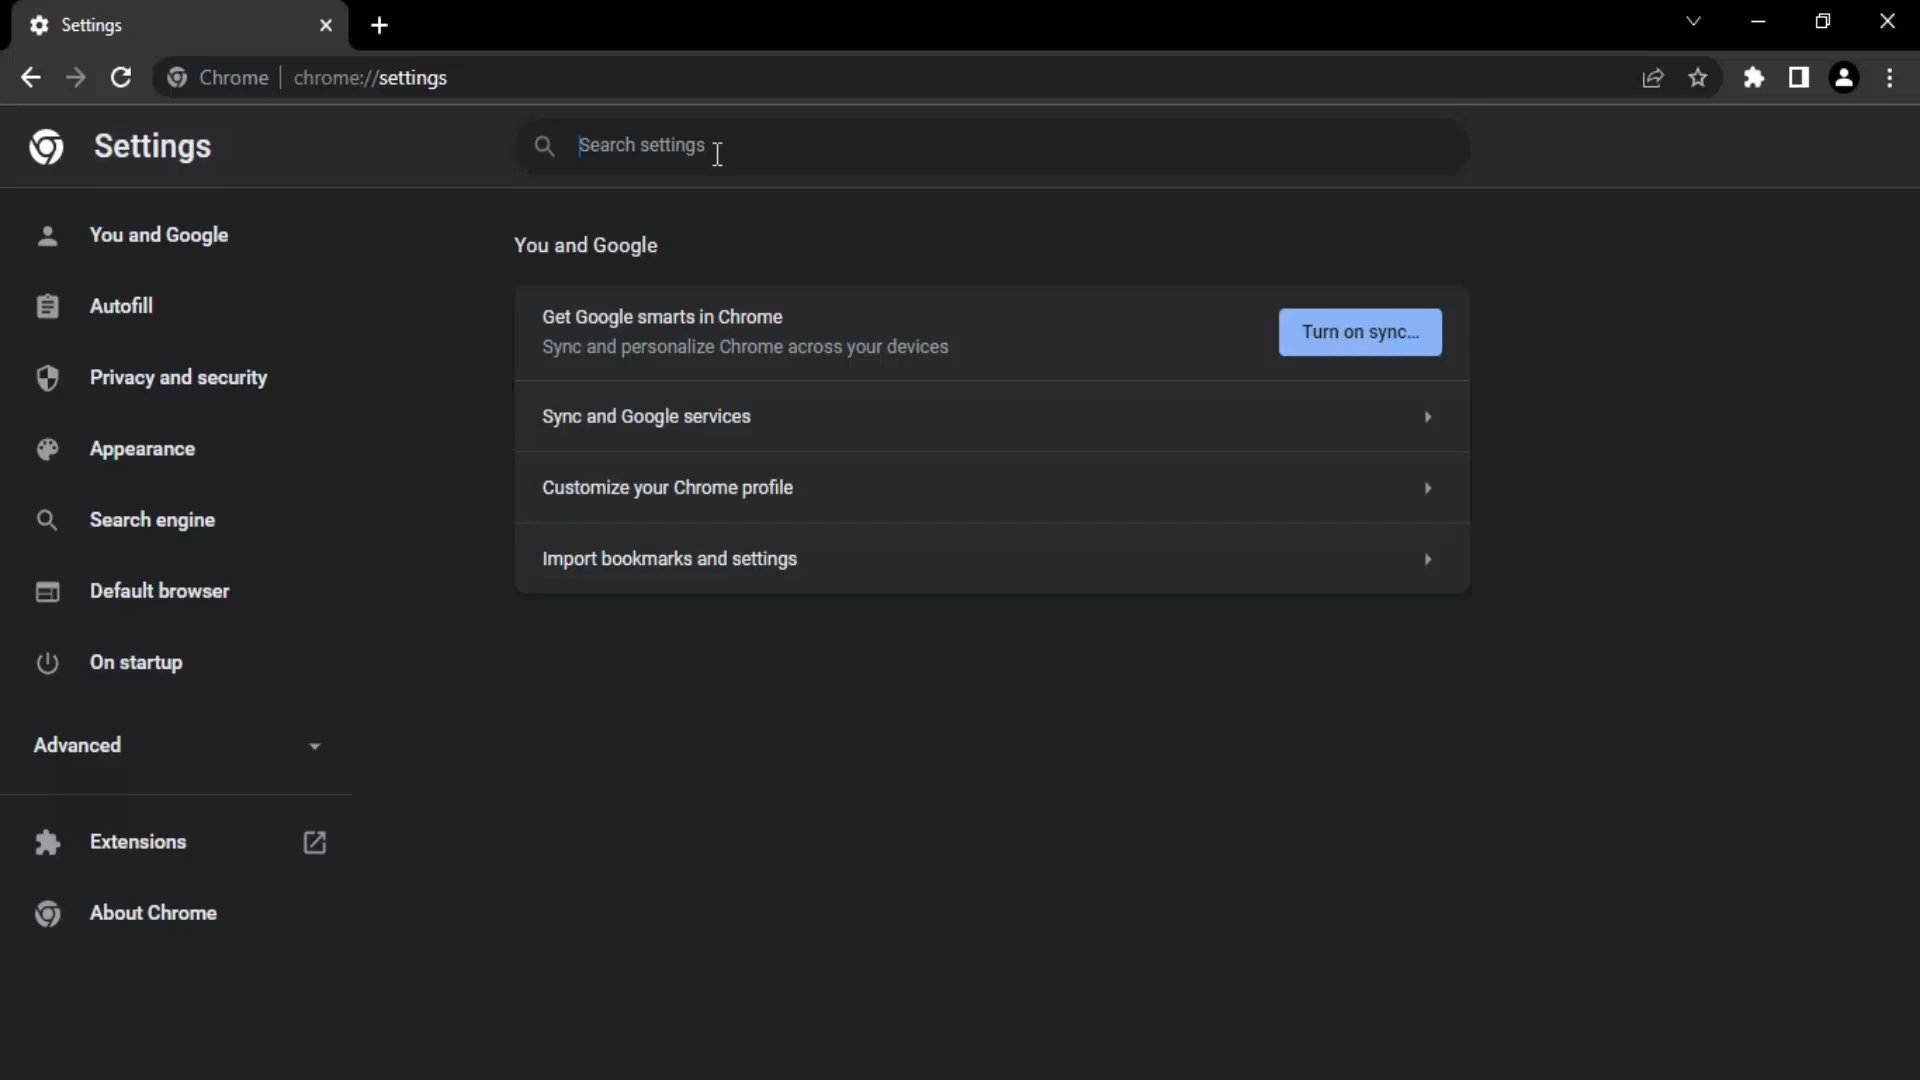 Settings
Chrome | chrome://settings
Settings
Search settings
You and Google
Autofill
Privacy and security
Appearance
Search engine
Default browser
On startup
Advanced
Extensions
About Chrome
You and Google
Get Google smarts in Chrome
Sync and personalize Chrome across your devices
Turn on sync...
Sync and Google services
Customize your Chrome profile
Import bookmarks and settings